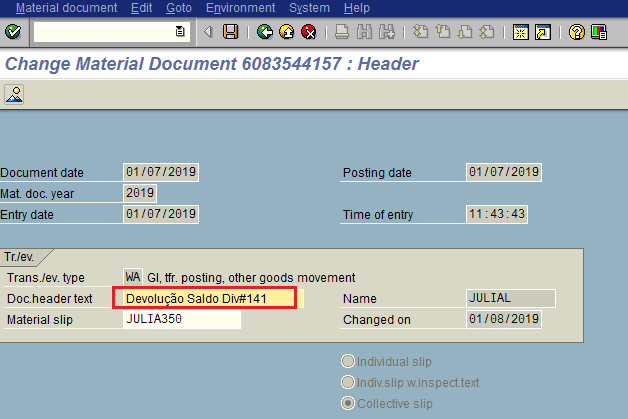 Material document Edit Goto Environment System Help
Change Material Document 6083544157 : Header
Document date 01/07/2019 Posting date 01/07/2019
Mat. doc. year 2019
Entry date 01/07/2019 Time of entry 11:43:43
Tr./ev.
Trans./ev. type WA GI, tfr. posting, other goods movement
Doc.header text Devolução Saldo Div#141 Name JULIAL
Material slip JULIA350 Changed on 01/08/2019
Individual slip
Indiv.slip w.inspect.text
Collective slip